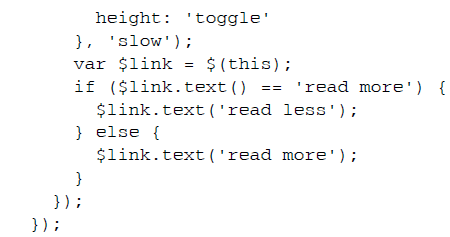 height: 'toggle'
}, 'slow');
var $link = $(this);
if ($link.text() == 'read more') {
$link.text('read less');
} else {
$link.text('read more');
}
});
});